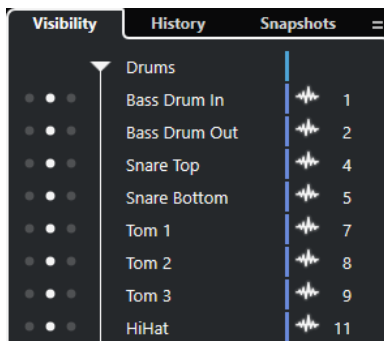 Visibility History Snapshots
Drums
Bass Drum In 1
Bass Drum Out 2
Snare Top 4
Snare Bottom 5
Tom 1 7
Tom 2 8
Tom 3 9
HiHat 11